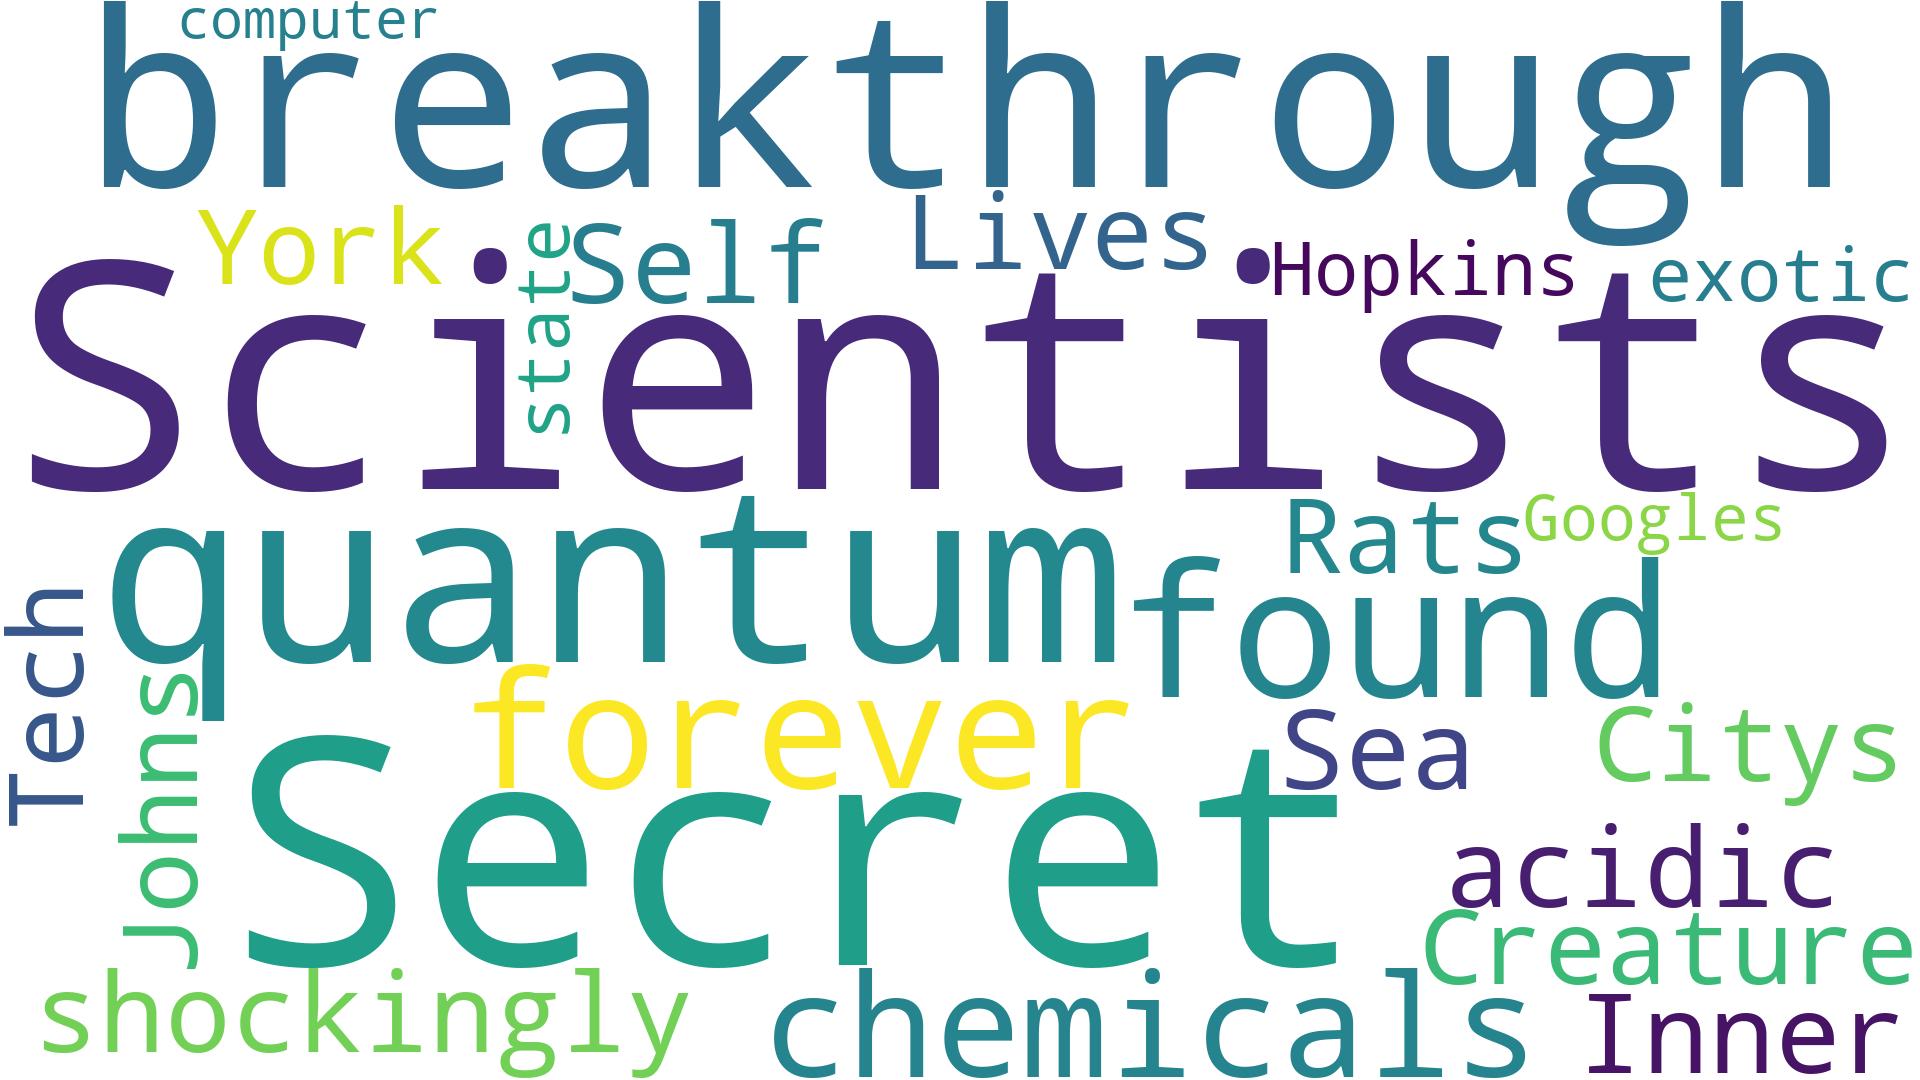 computer
breakthrough
York
state
Self
Lives
Hopkins
exotic
Scientists
quantum
Rats
Googles
found
Tech
Johns
forever
Sea
Citys
Secret
acidic
Creature
shockingly
chemicals
Inner